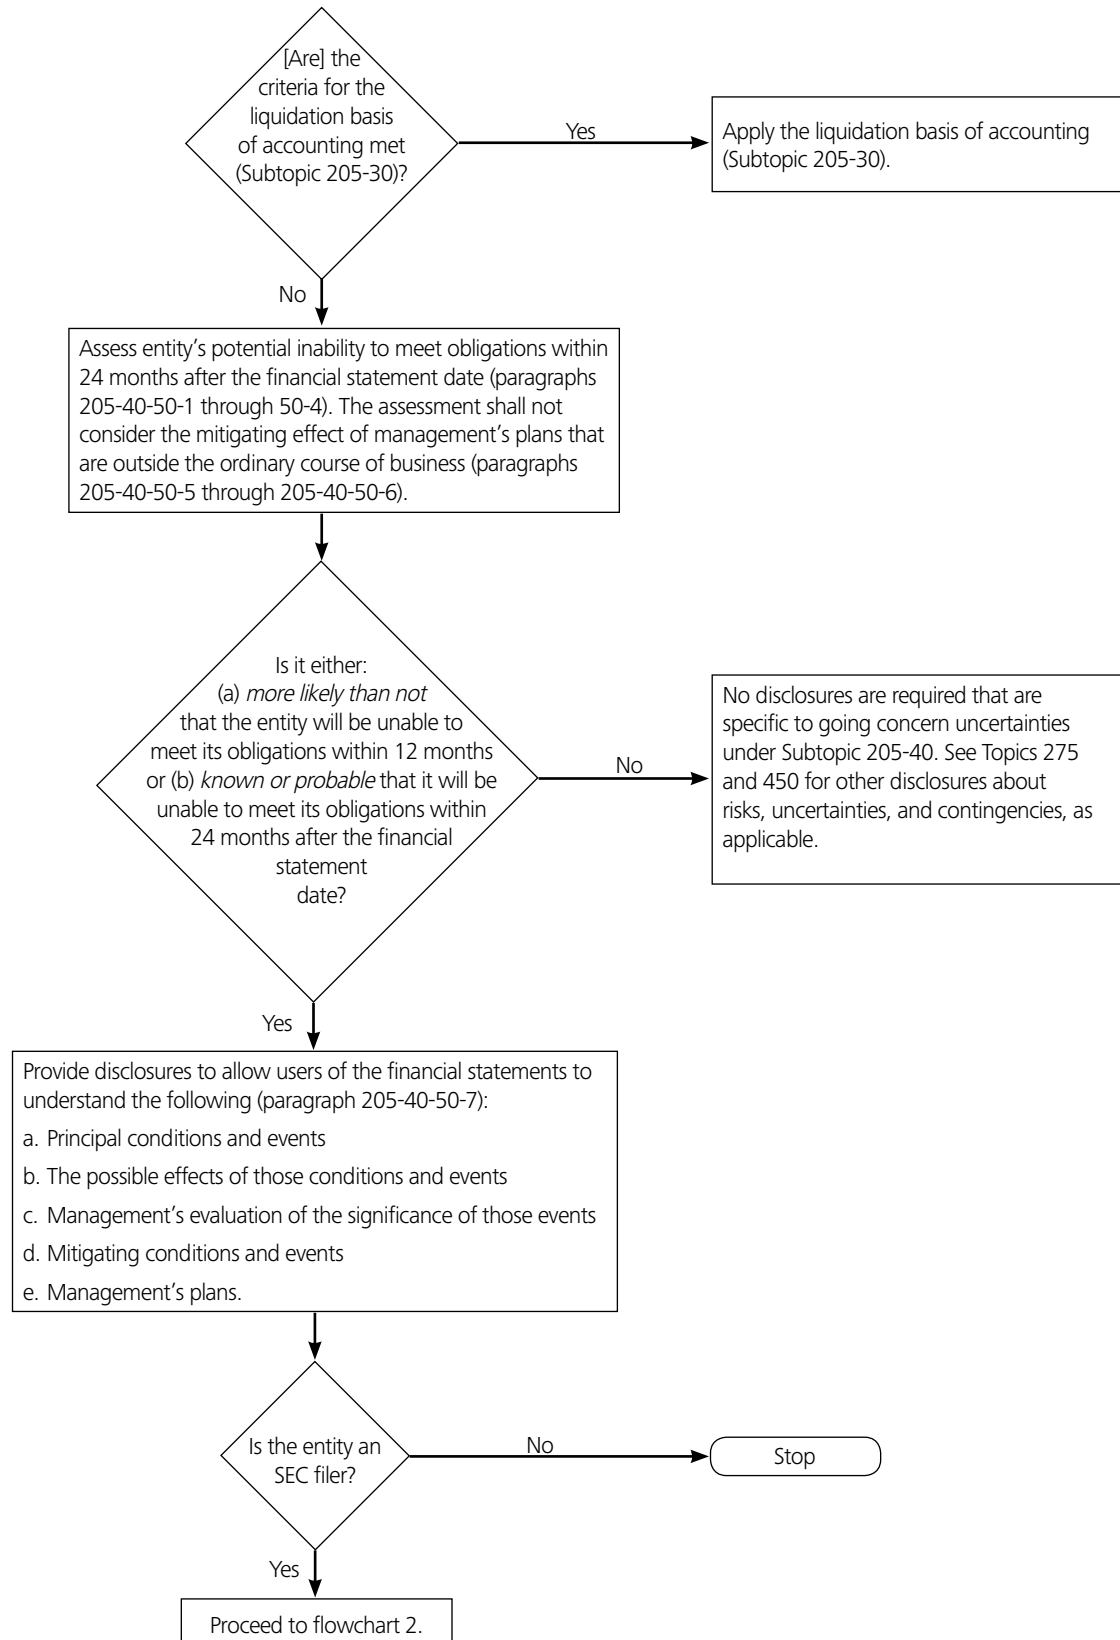 [Are] the
criteria for the
liquidation basis
of accounting met
(Subtopic 205-30)?
Yes
Apply the liquidation basis of accounting
(Subtopic 205-30).
No
Assess entity’s potential inability to meet obligations within
24 months after the financial statement date (paragraphs
205-40-50-1 through 50-4). The assessment shall not
consider the mitigating effect of management’s plans that
are outside the ordinary course of business (paragraphs
205-40-50-5 through 205-40-50-6).
Is it either:
(a) more likely than not
that the entity will be unable to
meet its obligations within 12 months
or (b) known or probable that it will be
unable to meet its obligations within
24 months after the financial
statement
date?
No
No disclosures are required that are
specific to going concern uncertainties
under Subtopic 205-40. See Topics 275
and 450 for other disclosures about
risks, uncertainties, and contingencies, as
applicable.
Yes
Provide disclosures to allow users of the financial statements to
understand the following (paragraph 205-40-50-7):
a. Principal conditions and events
b. The possible effects of those conditions and events
c. Management’s evaluation of the significance of those events
d. Mitigating conditions and events
e. Management’s plans.
Is the entity an
SEC filer?
No
Stop
Yes
Proceed to flowchart 2.